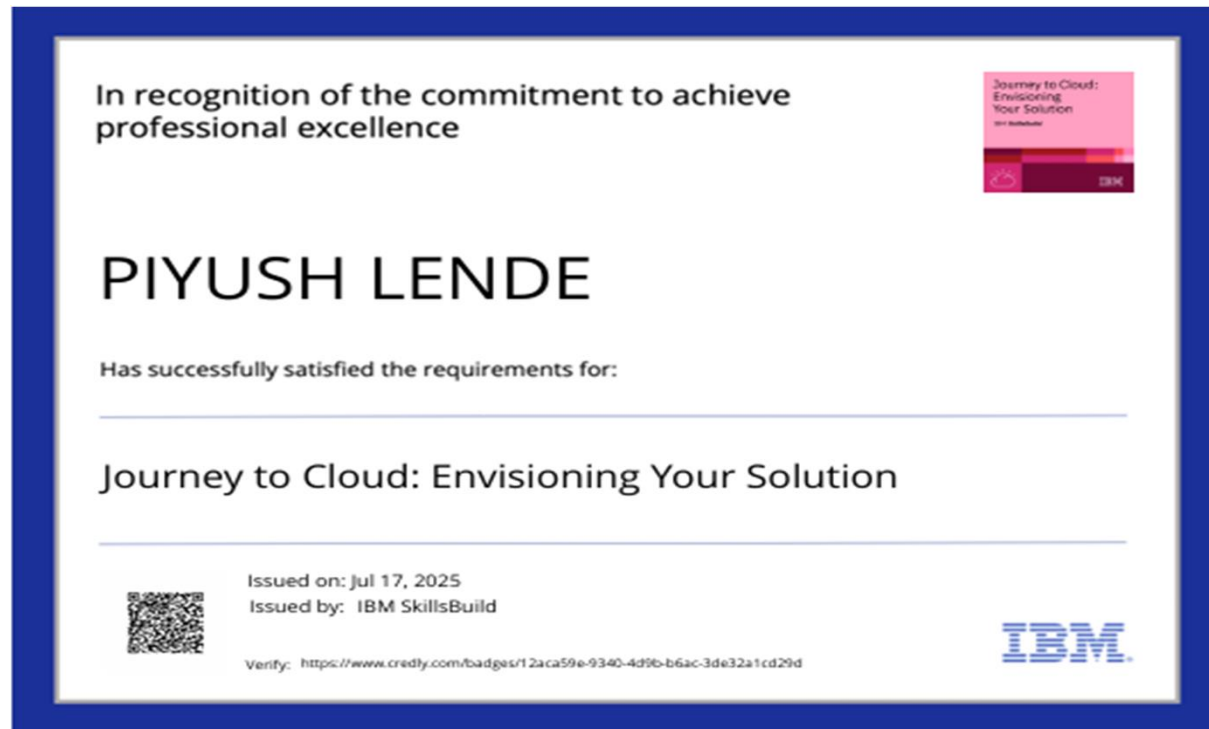 In recognition of the commitment to achieve
professional excellence
Journey to Cloud:
Envisioning
Your Solution
IBM SkillsBuild
IBM
PIYUSH LENDE
Has successfully satisfied the requirements for:
Journey to Cloud: Envisioning Your Solution
Issued on: Jul 17, 2025
Issued by: IBM SkillsBuild
Verify: https://www.credly.com/badges/12aca59e-9340-4d9b-b6ac-3de32a1cd29d
IBM.